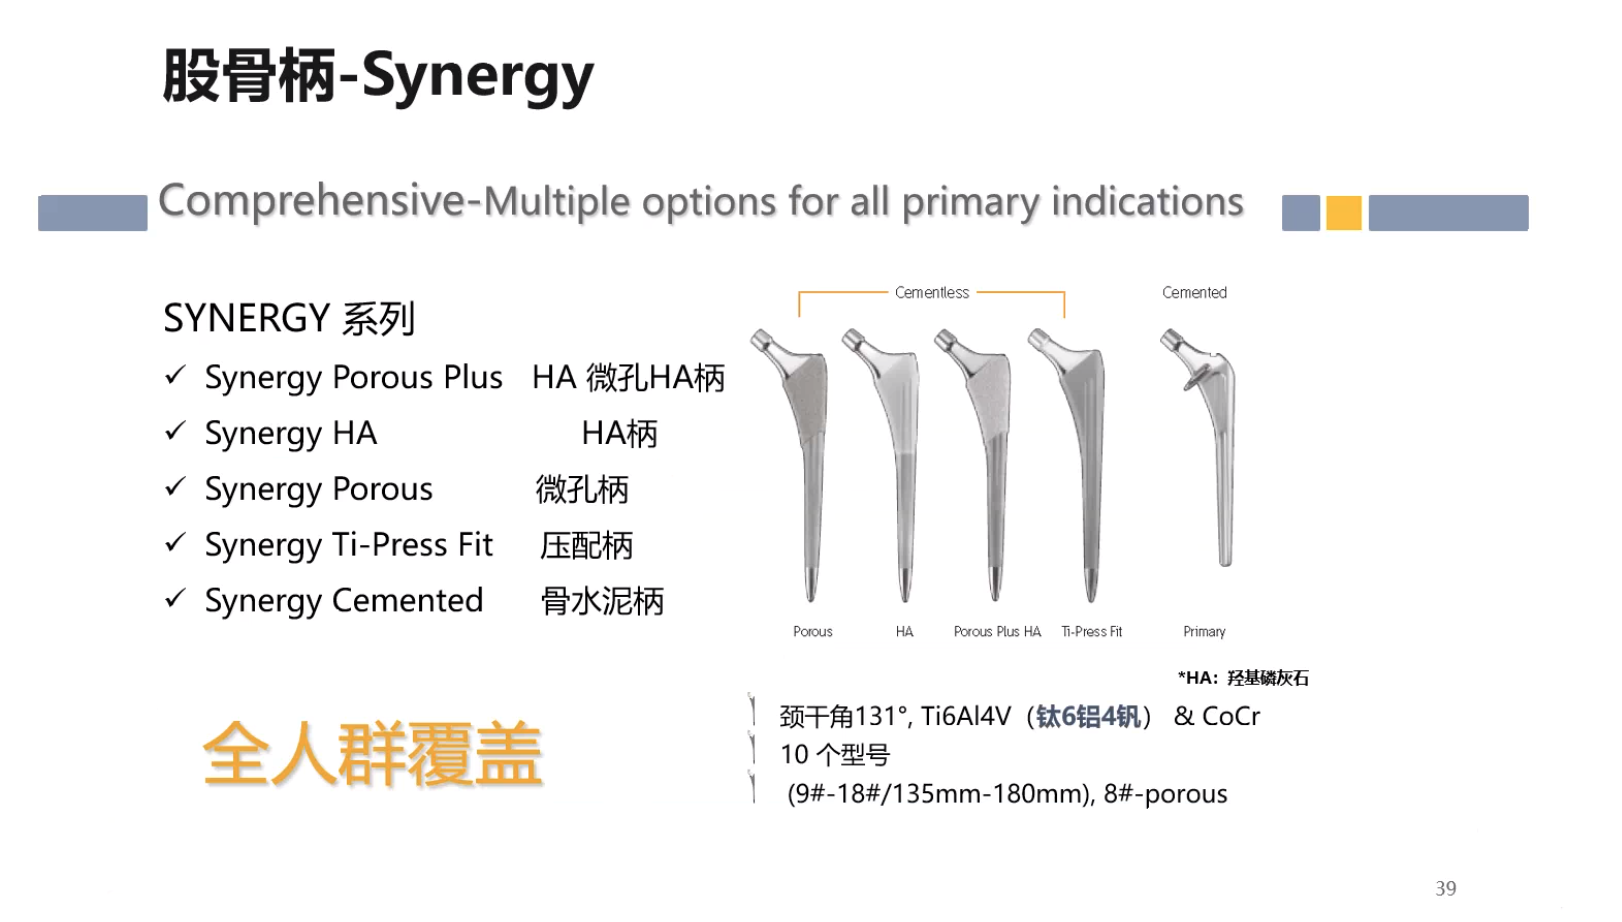 股骨柄-Synergy
Comprehensive-Multiple options for all primary indications
SYNERGY 系列
✓ Synergy Porous Plus HA 微孔HA柄
✓ Synergy HA HA柄
✓ Synergy Porous 微孔柄
✓ Synergy Ti-Press Fit 压配柄
✓ Synergy Cemented 骨水泥柄
全人群覆盖
Cementless
Cemented
Porous
HA
Porous Plus HA
Ti-Press Fit
Primary
*HA：羟基磷灰石
颈干角131°, Ti6Al4V（钛6铝4钒） & CoCr
10 个型号
(9#-18#/135mm-180mm), 8#-porous
39